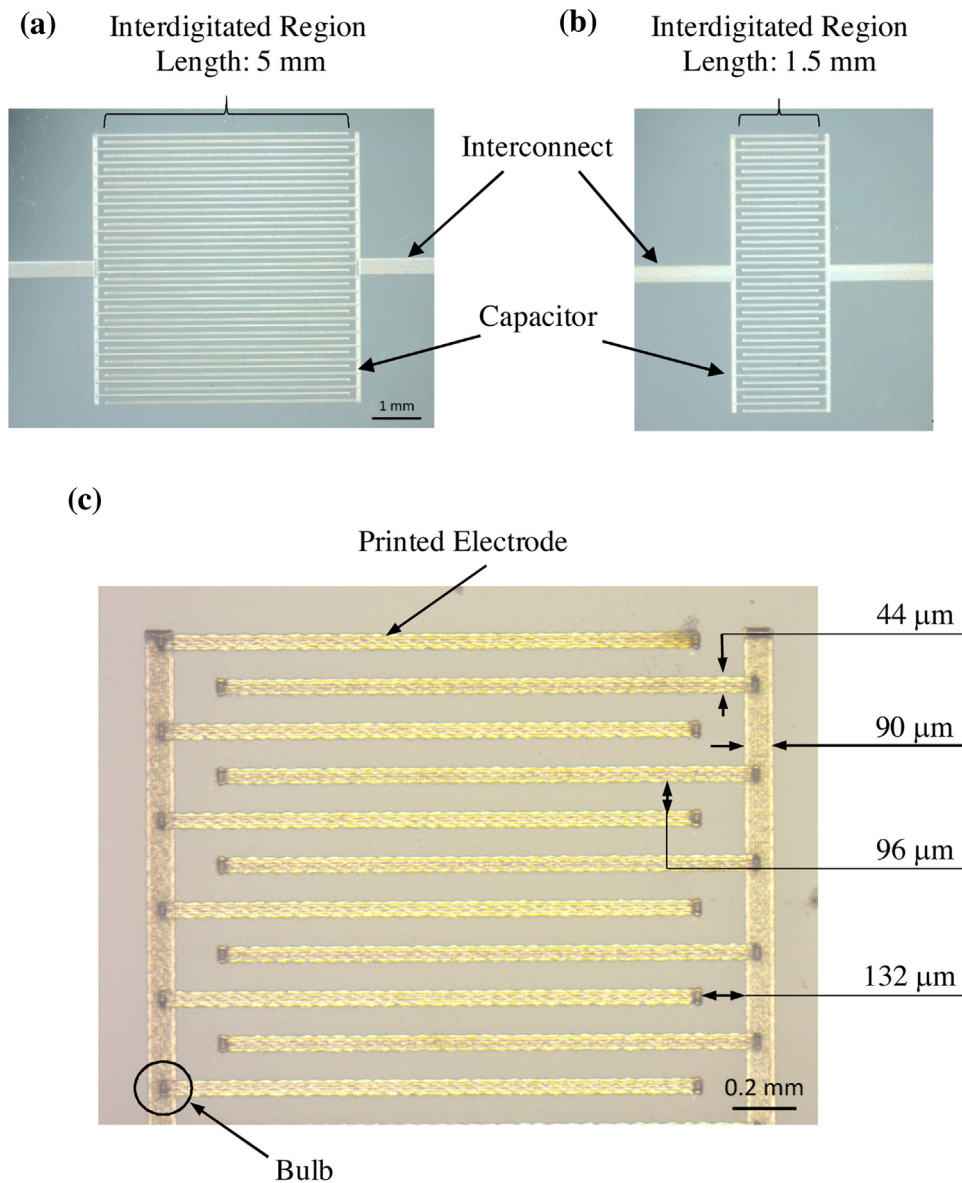 (a)
Interdigitated Region
Length: 5 mm
(b)
Interdigitated Region
Length: 1.5 mm
Interconnect
Capacitor
1 mm
(c)
Printed Electrode
44 μm
90 μm
96 μm
132 μm
0.2 mm
Bulb